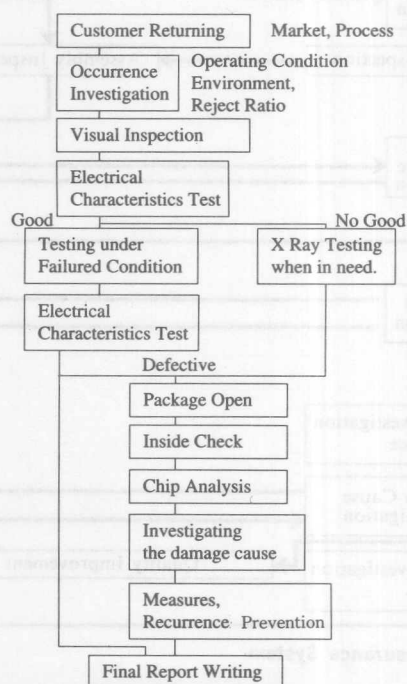 Customer Returning Market, Process
Occurrence
Investigation
Operating Condition
Environment,
Reject Ratio
Visual Inspection
Electrical
Characteristics Test
Good
No Good
Testing under
Failured Condition
X Ray Testing
when in need.
Electrical
Characteristics Test
Defective
Package Open
Inside Check
Chip Analysis
Investigating
the damage cause
Measures,
Recurrence Prevention
Final Report Writing